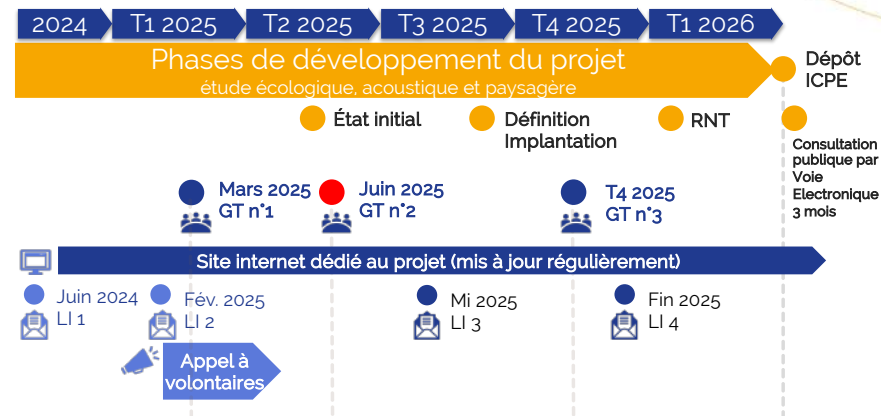 2024
T1 2025
T2 2025
T3 2025
T4 2025
T1 2026
Phases de développement du projet
étude écologique, acoustique et paysagère
Dépôt
ICPE
État initial
Définition
Implantation
RNT
Consultation
publique par
Voie
Electronique
3 mois
Mars 2025
GT n°1
Juin 2025
GT n°2
T4 2025
GT n°3
Site internet dédié au projet (mis à jour régulièrement)
Juin 2024
LI 1
Fév. 2025
LI 2
Mi 2025
LI 3
Fin 2025
LI 4
Appel à
volontaires